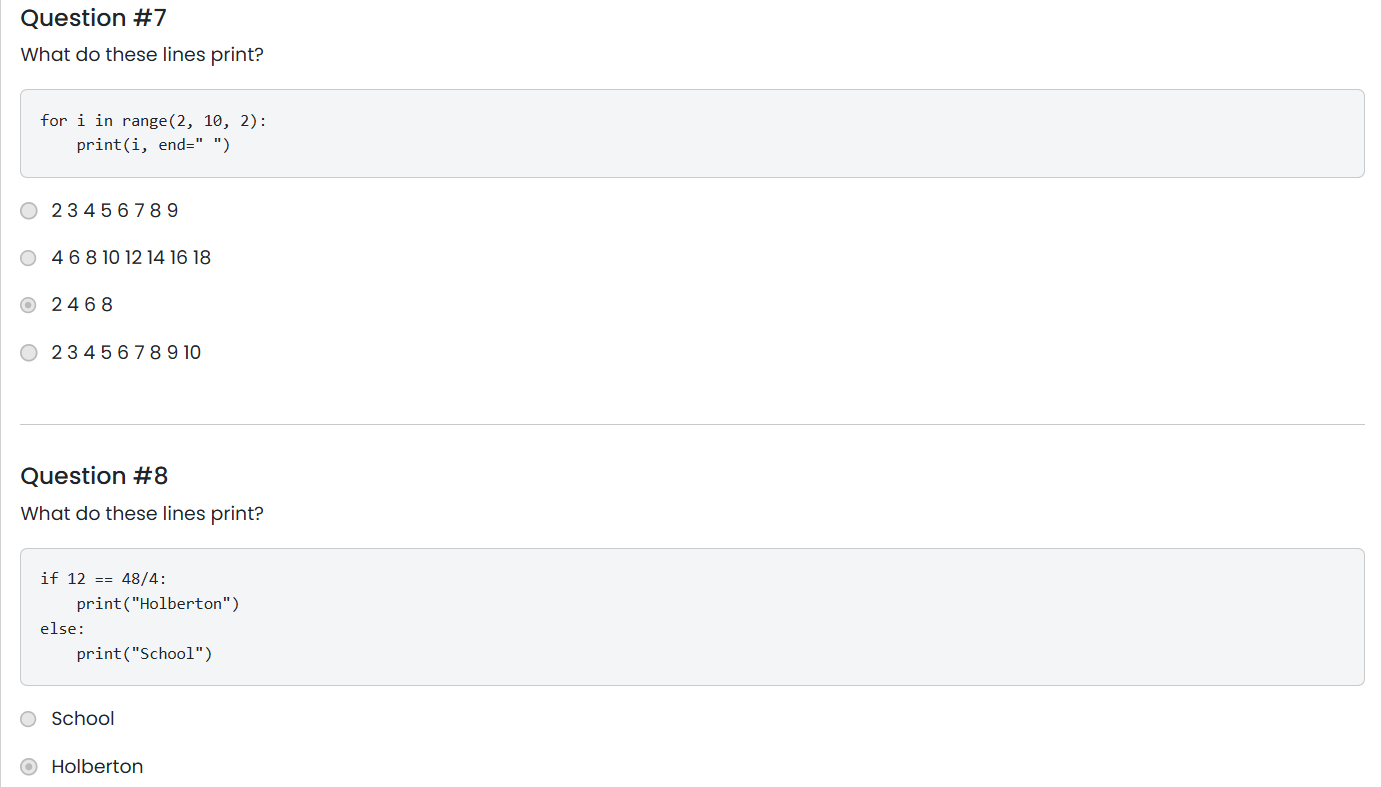 Question #7
What do these lines print?
for i in range(2, 10, 2):
    print(i, end=" ")
2 3 4 5 6 7 8 9
4 6 8 10 12 14 16 18
2 4 6 8
2 3 4 5 6 7 8 9 10
Question #8
What do these lines print?
if 12 == 48/4:
    print("Holberton")
else:
    print("School")
School
Holberton